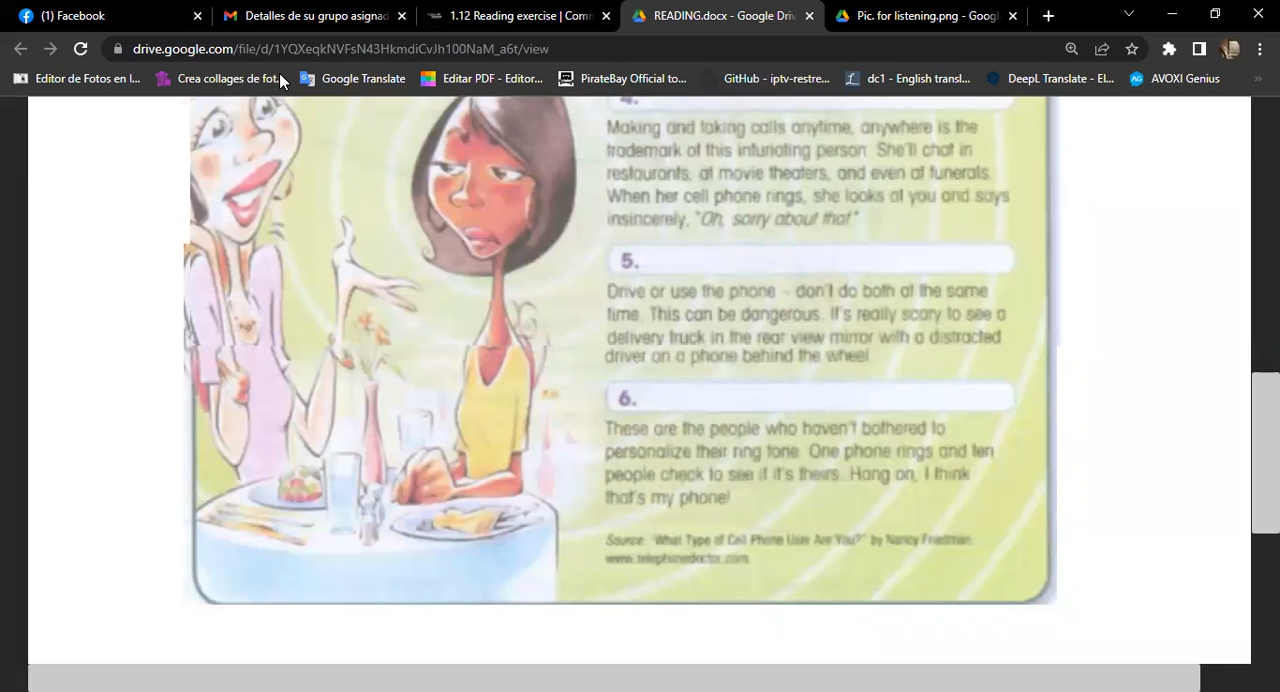 (1) Facebook
Detalles de su grupo asignad
1.12 Reading exercise | Com
READING.docx - Google Driv
Pic. for listening.png - Googl
drive.google.com/file/d/1YQXeqkNVFsN43HkmdiCvJh100NaM_a6t/view
Editor de Fotos en l...
Crea collages de fot...
Google Translate
Editar PDF - Editor...
PirateBay Official to...
GitHub - iptv-restre...
dc1 - English transl...
DeepL Translate - El...
AVOXI Genius
4.
Making and taking calls anytime, anywhere is the
trademark of this infuriating person. She'll chat in
restaurants, at movie theaters, and even at funerals.
When her cell phone rings, she looks at you and says
insincerely, "Oh, sorry about that."
5.
Drive or use the phone – don't do both at the same
time. This can be dangerous. It's really scary to see a
delivery truck in the rear view mirror with a distracted
driver on a phone behind the wheel.
6.
These are the people who haven't bothered to
personalize their ring tone. One phone rings and ten
people check to see if it's theirs. Hang on, I think
that's my phone!
Source: "What Type of Cell Phone User Are You?" by Nancy Friedman,
www.telephonedoctor.com